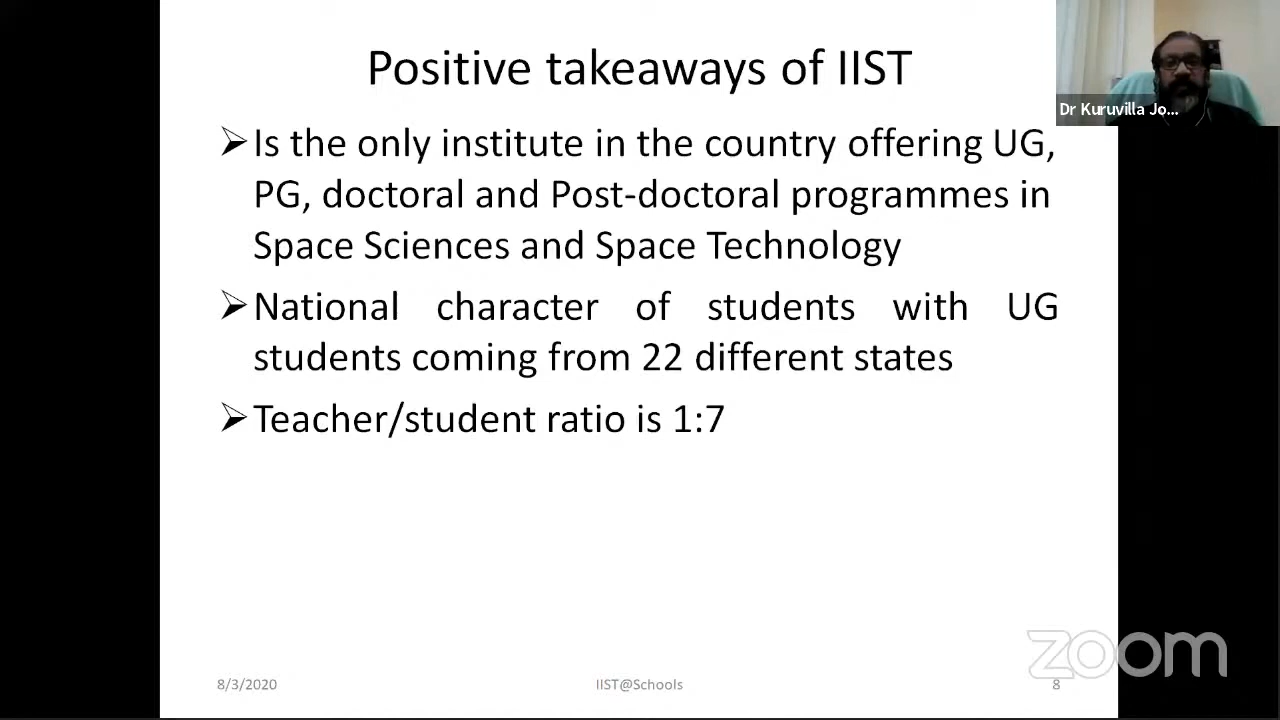 Positive takeaways of IIST
Dr Kuruvilla Jo...
➢Is the only institute in the country offering UG,
PG, doctoral and Post-doctoral programmes in
Space Sciences and Space Technology
➢National character of students with UG
students coming from 22 different states
➢Teacher/student ratio is 1:7
zoom
8/3/2020
IIST@Schools
8